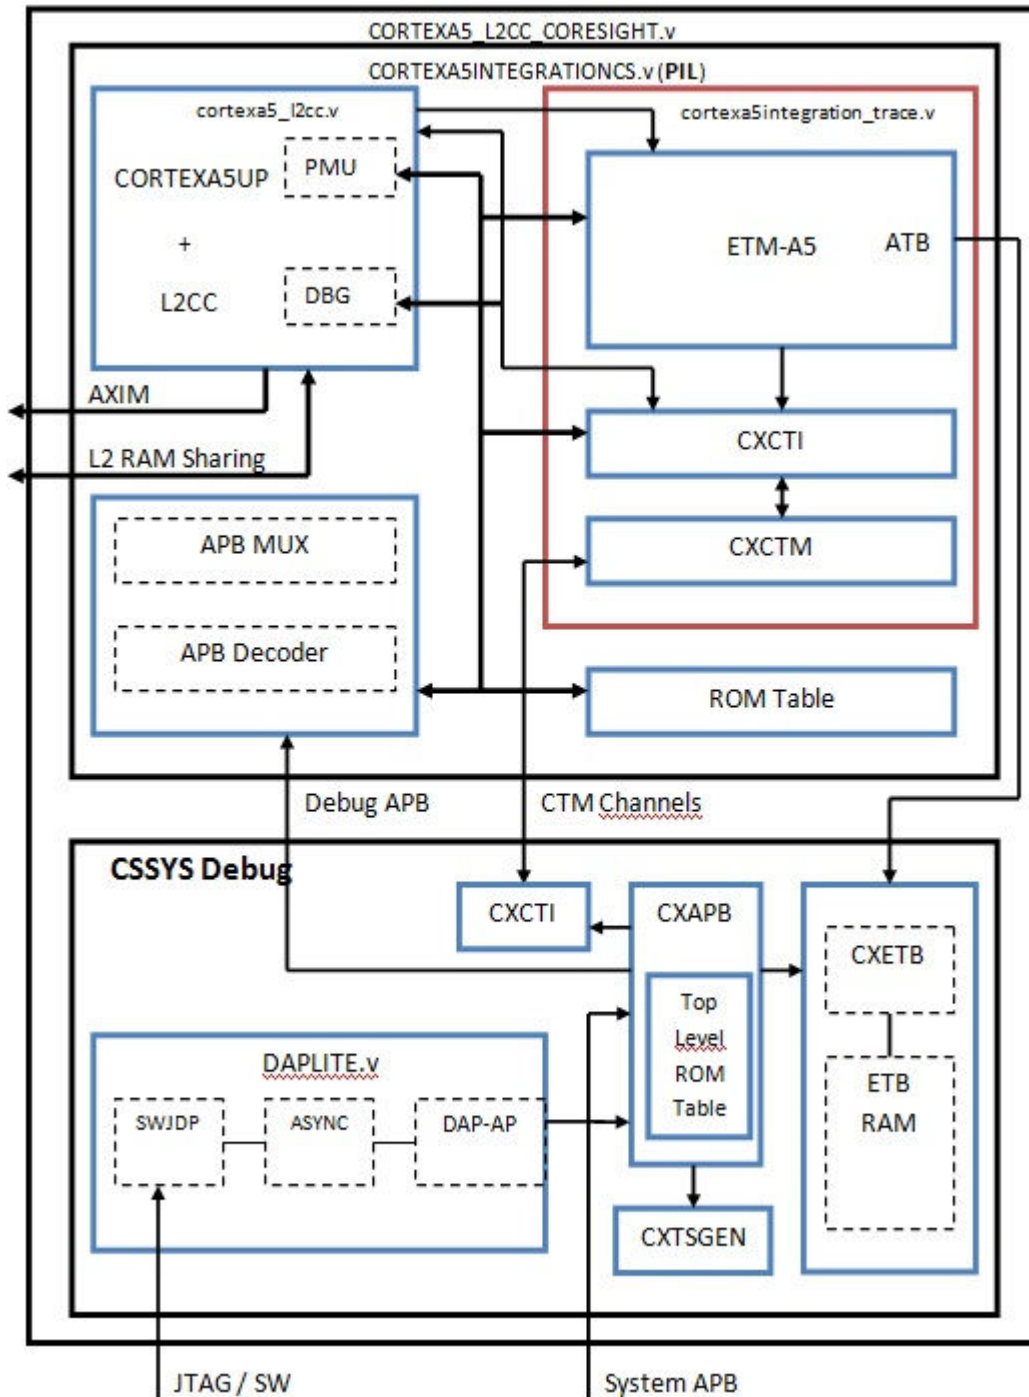 CORTEXA5_L2CC_CORESIGHT.v
CORTEXA5INTEGRATIONCS.v (PIL)
cortexa5_l2cc.v
CORTEXA5UP
+
L2CC
PMU
DBG
cortexa5integration_trace.v
ETM-A5
ATB
CXCTI
CXCTM
AXIM
L2 RAM Sharing
APB MUX
APB Decoder
ROM Table
Debug APB
CTM Channels
CSSYS Debug
CXCTI
CXAPB
Top
Level
ROM
Table
CXETB
ETB
RAM
DAPLITE.v
SWJDP
ASYNC
DAP-AP
CXTSGEN
JTAG / SW
System APB